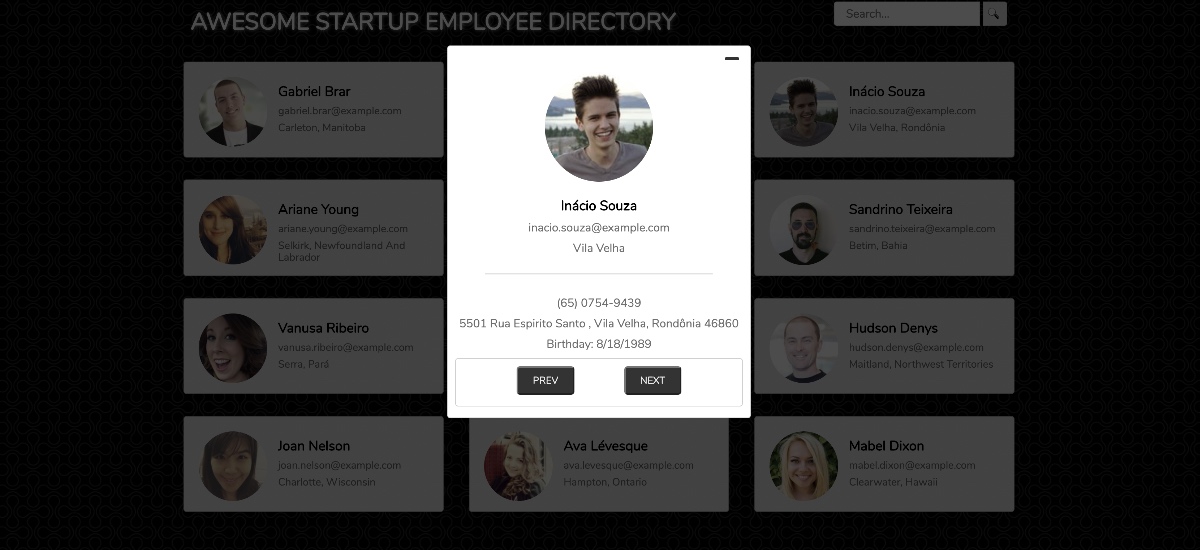 AWESOME STARTUP EMPLOYEE DIRECTORY
Search...
Gabriel Brar
gabriel.brar@example.com
Carleton, Manitoba
Inácio Souza
inacio.souza@example.com
Vila Velha, Rondônia
Ariane Young
ariane.young@example.com
Selkirk, Newfoundland And
Labrador
Sandrino Teixeira
sandrino.teixeira@example.com
Betim, Bahia
Vanusa Ribeiro
vanusa.ribeiro@example.com
Serra, Pará
Hudson Denys
hudson.denys@example.com
Maitland, Northwest Territories
Joan Nelson
joan.nelson@example.com
Charlotte, Wisconsin
Ava Lévesque
ava.levesque@example.com
Hampton, Ontario
Mabel Dixon
mabel.dixon@example.com
Clearwater, Hawaii
Inácio Souza
inacio.souza@example.com
Vila Velha
(65) 0754-9439
5501 Rua Espirito Santo , Vila Velha, Rondônia 46860
Birthday: 8/18/1989
PREV
NEXT